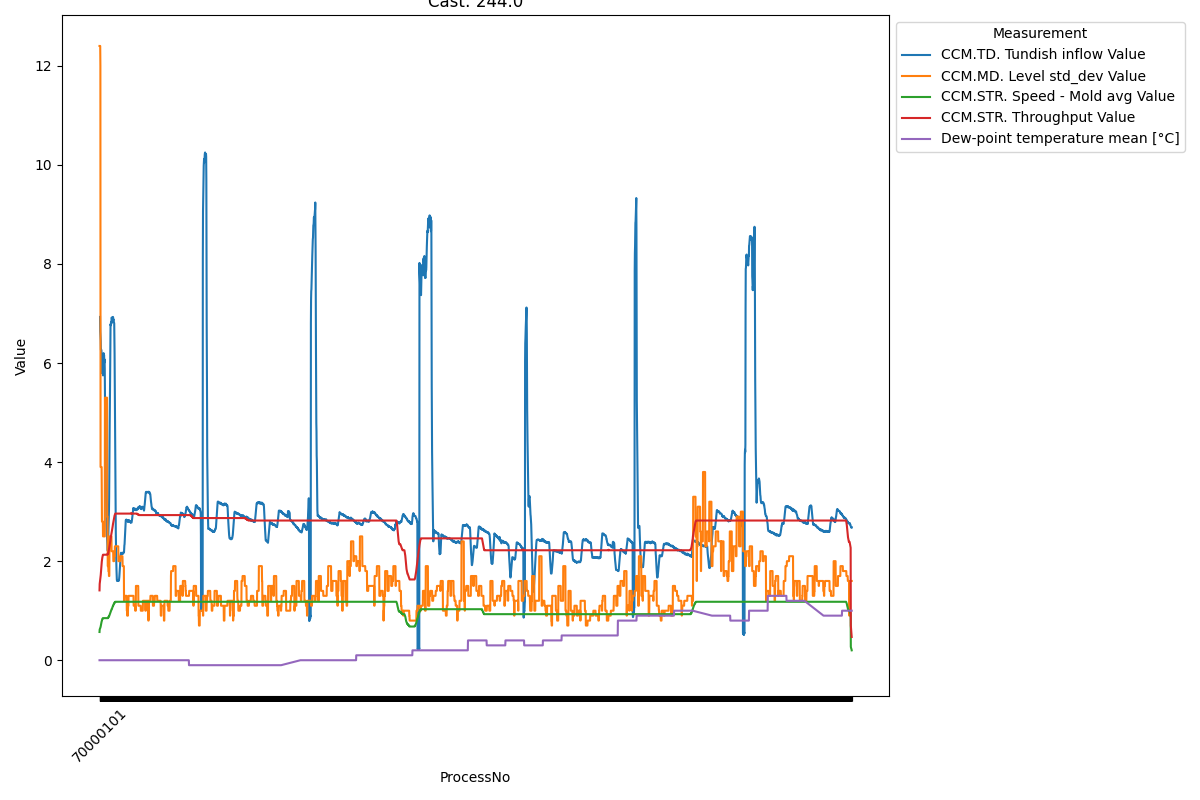 Cast: 244.0
Measurement
CCM.TD. Tundish inflow Value
CCM.MD. Level std_dev Value
CCM.STR. Speed - Mold avg Value
CCM.STR. Throughput Value
Dew-point temperature mean [°C]
12
10
8
6
4
2
0
Value
70000101
ProcessNo